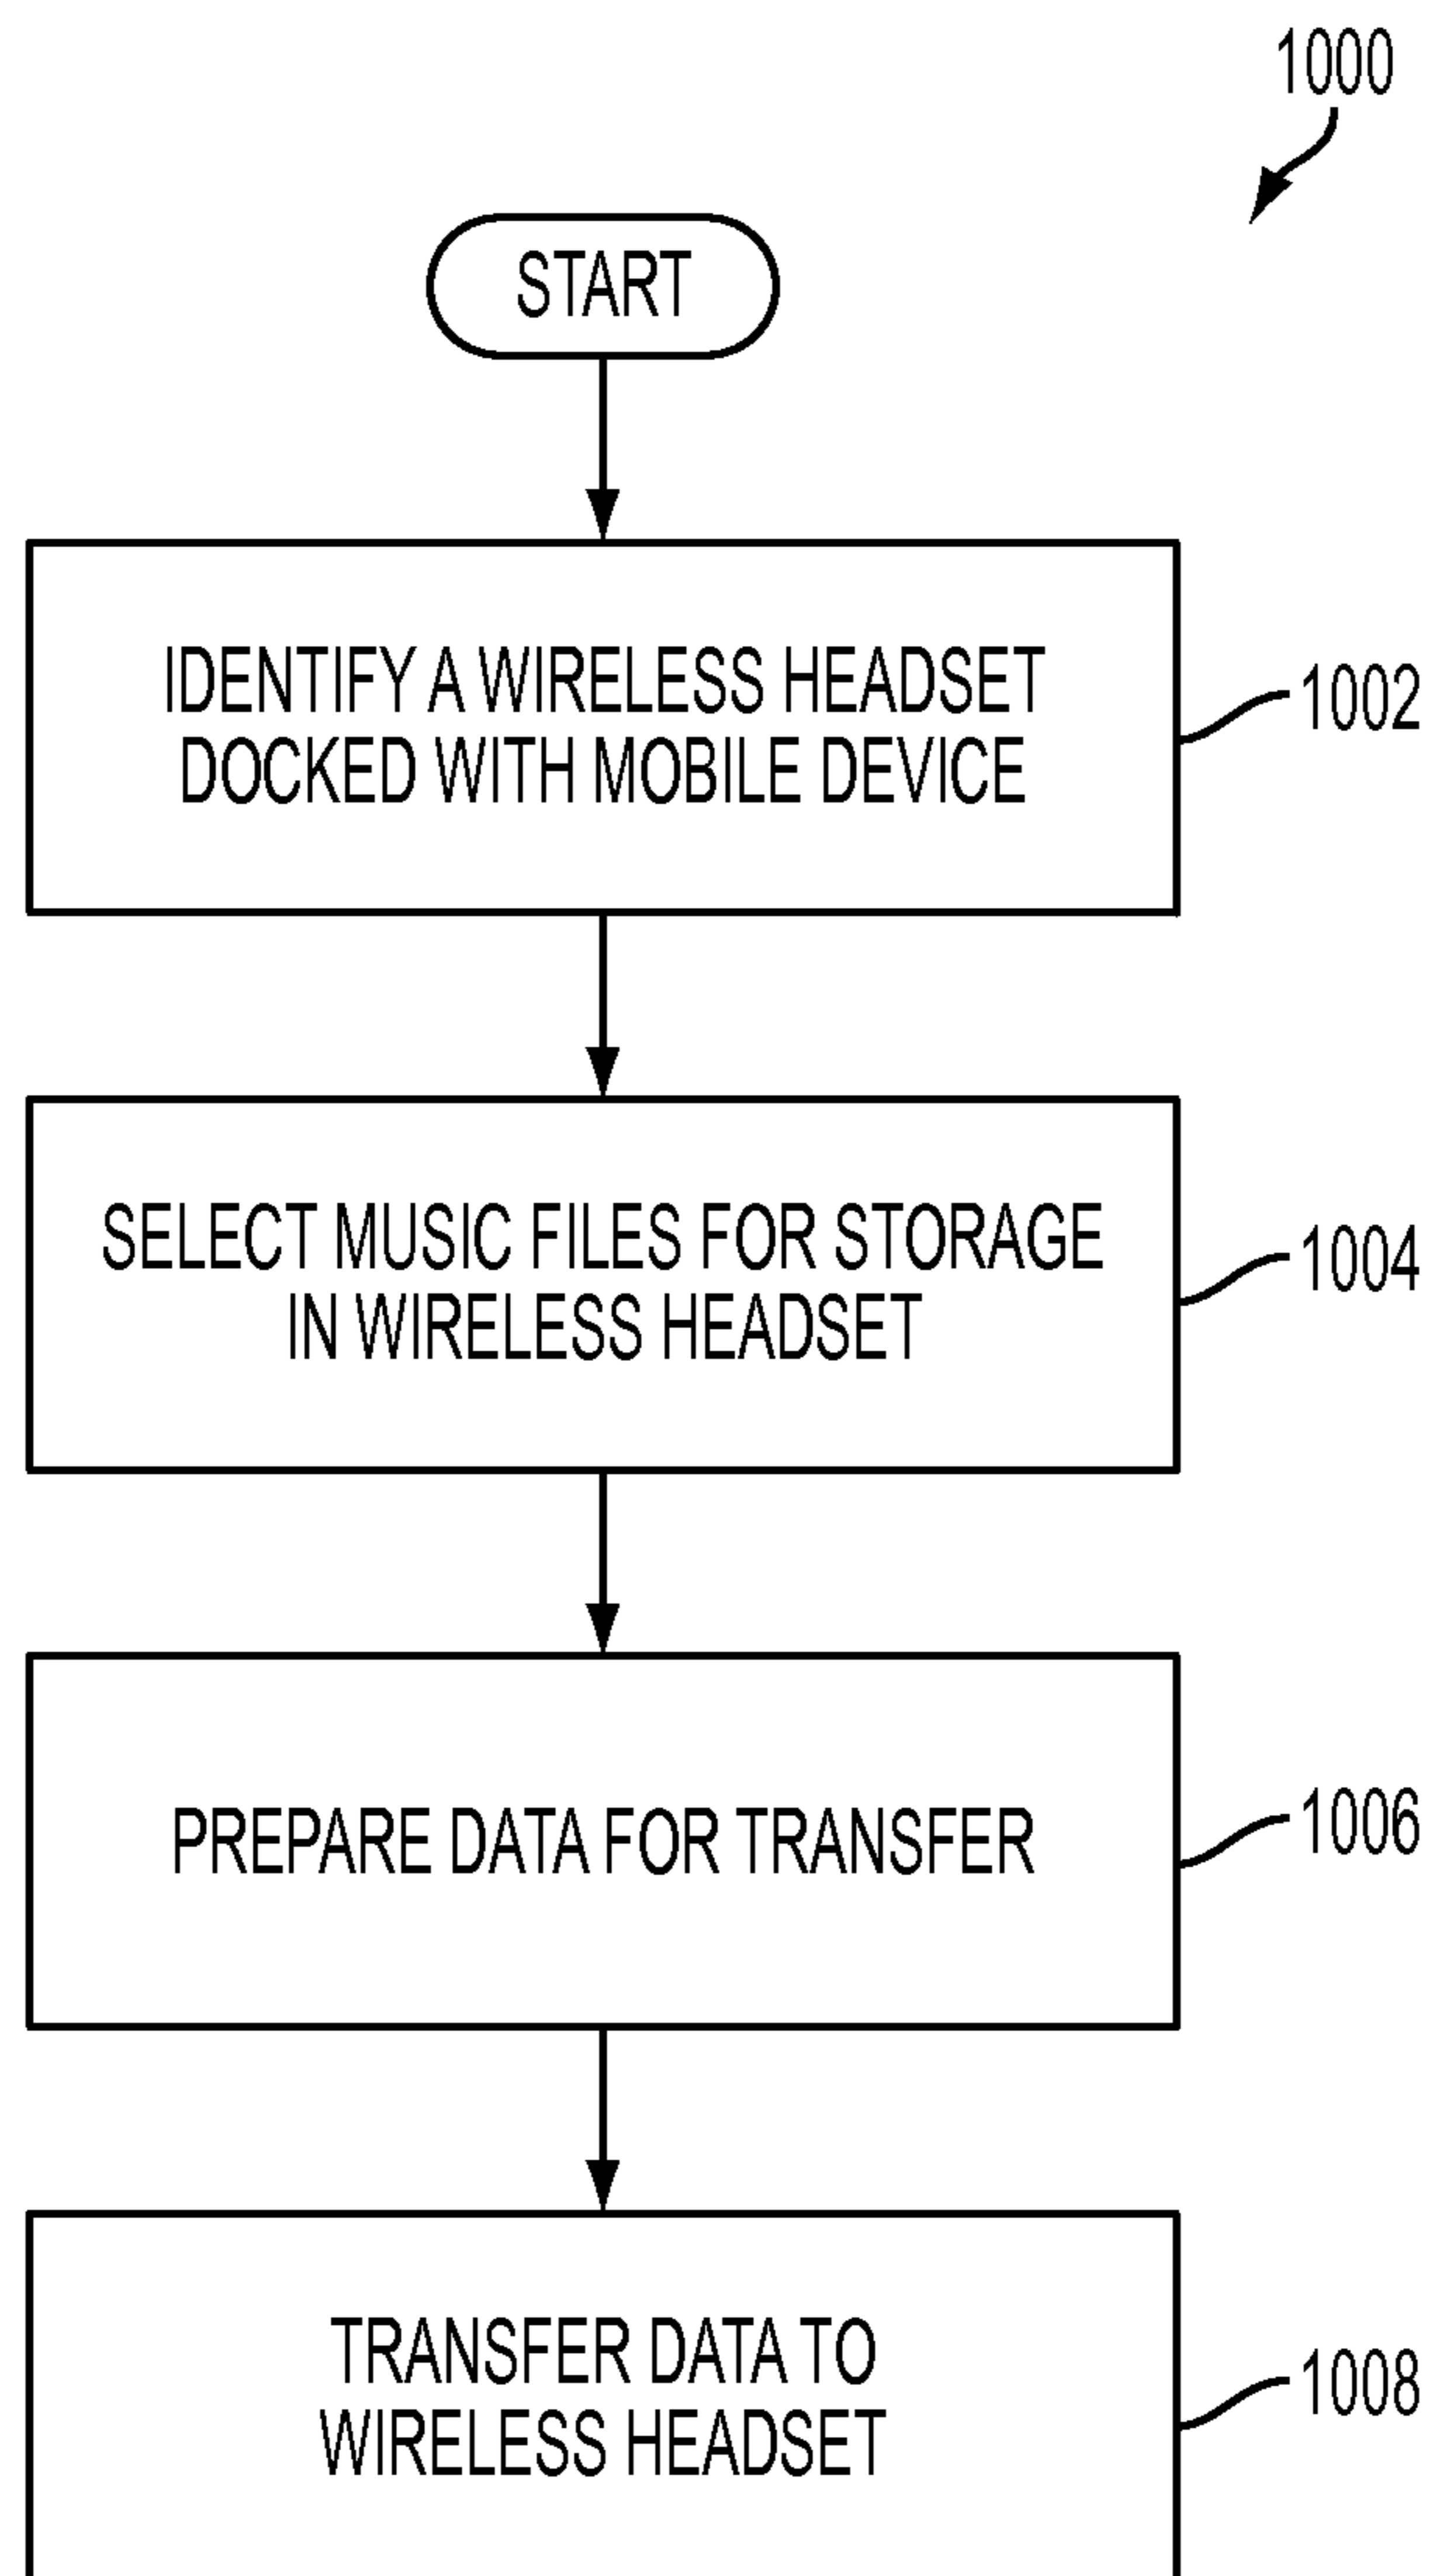 1000
START
IDENTIFY A WIRELESS HEADSET
DOCKED WITH MOBILE DEVICE
1002
SELECT MUSIC FILES FOR STORAGE
IN WIRELESS HEADSET
1004
PREPARE DATA FOR TRANSFER
1006
TRANSFER DATA TO
WIRELESS HEADSET
1008